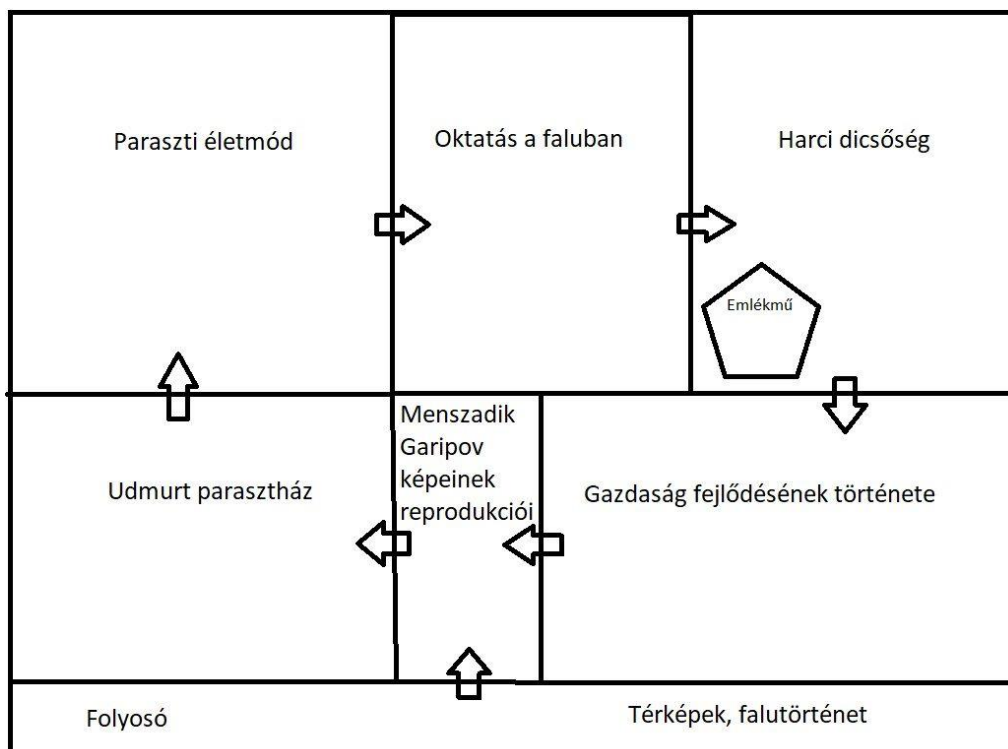 Paraszti életmód
Oktatás a faluban
Harci dicsőség
Emlékmű
Udmurt parasztház
Menszadik
Garipov
képeinek
reprodukciói
Gazdaság fejlődésének története
Folyosó
Térképek, falutörténet